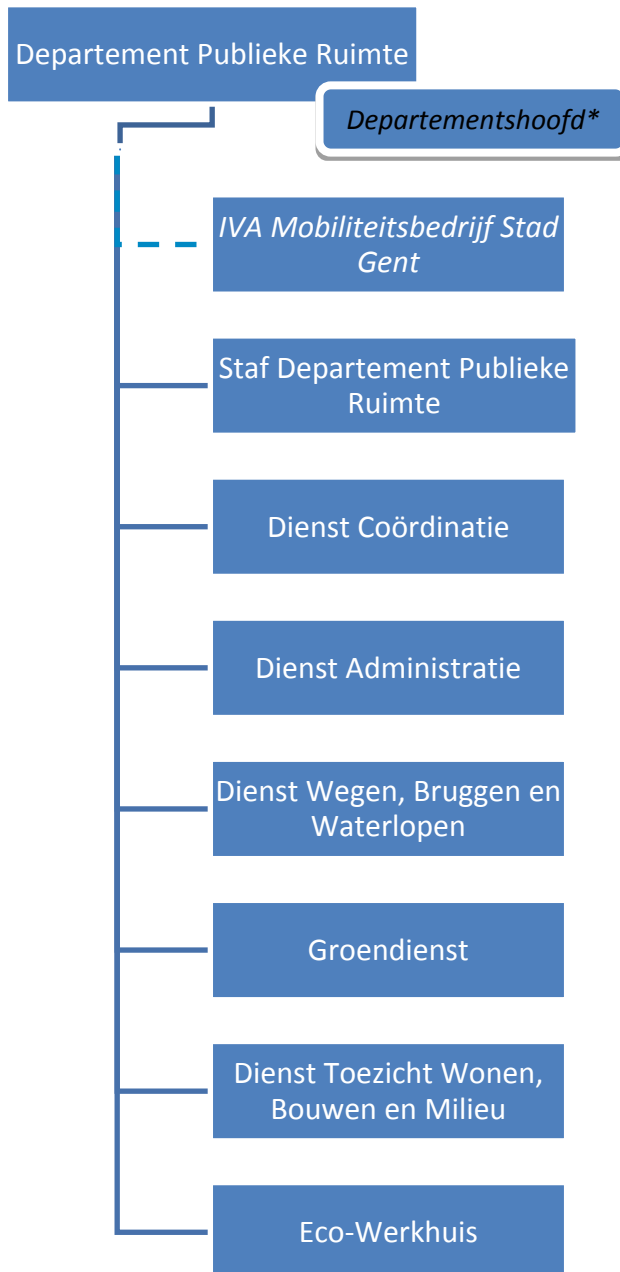 Departement Publieke Ruimte
Departementshoofd*
IVA Mobiliteitsbedrijf Stad
Gent
Staf Departement Publieke
Ruimte
Dienst Coördinatie
Dienst Administratie
Dienst Wegen, Bruggen en
Waterlopen
Groendienst
Dienst Toezicht Wonen,
Bouwen en Milieu
Eco-Werkhuis